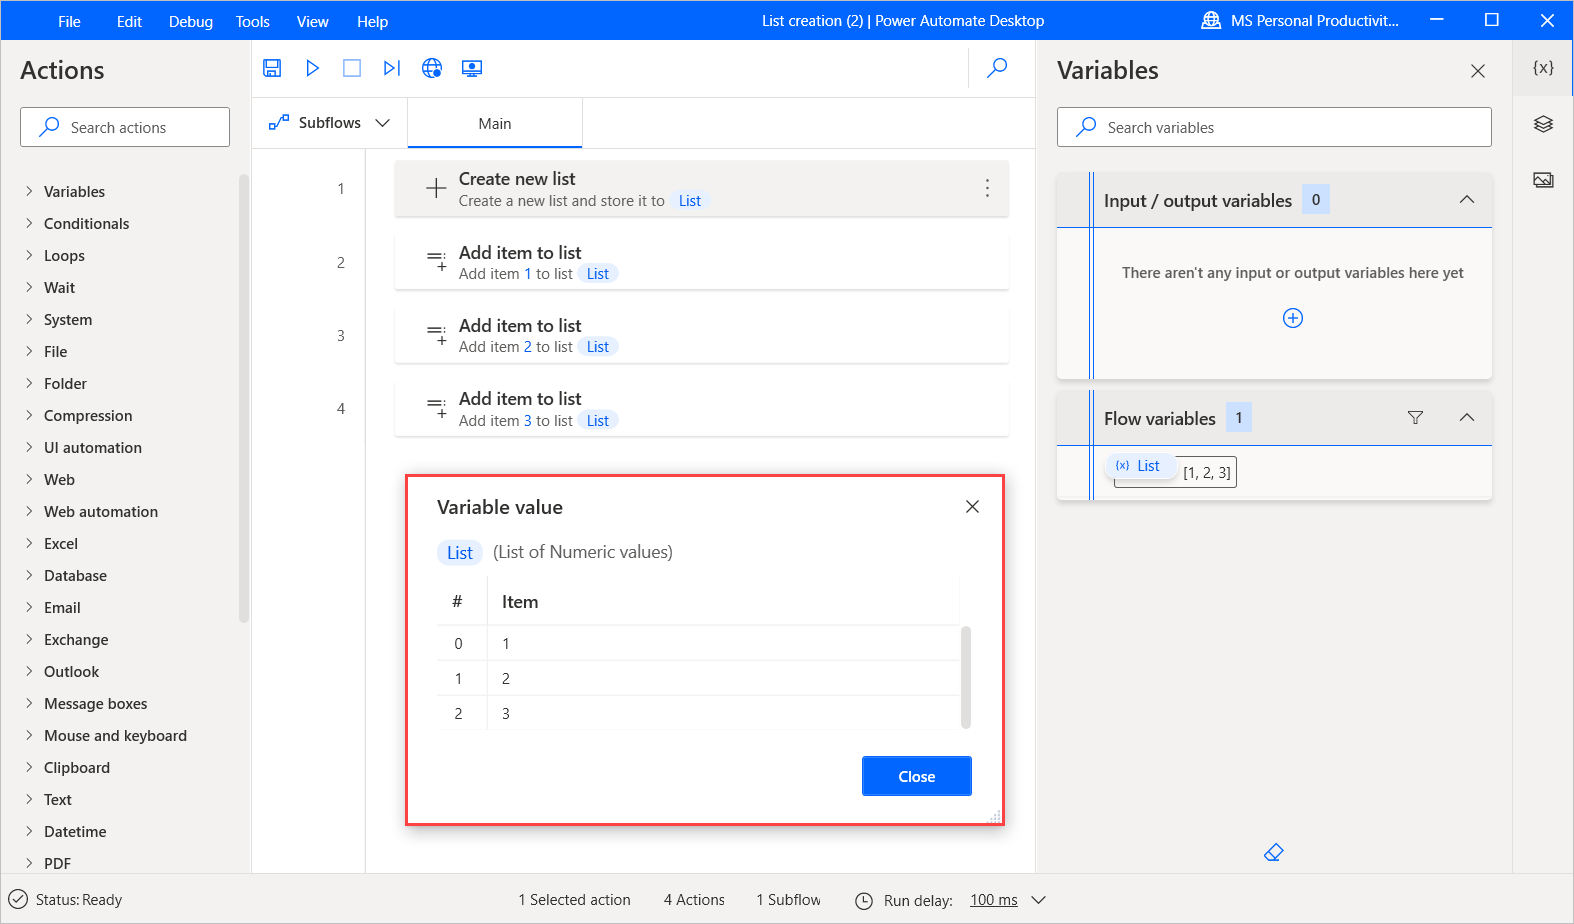 File Edit Debug Tools View Help List creation (2) | Power Automate Desktop MS Personal Productivit...
Actions
Search actions
Variables
Conditionals
Loops
Wait
System
File
Folder
Compression
UI automation
Web
Web automation
Excel
Database
Email
Exchange
Outlook
Message boxes
Mouse and keyboard
Clipboard
Text
Datetime
PDF
Subflows Main
1 Create new list
Create a new list and store it to List
2 Add item to list
Add item 1 to list List
3 Add item to list
Add item 2 to list List
4 Add item to list
Add item 3 to list List
Variable value
List (List of Numeric values)
# Item
0 1
1 2
2 3
Close
Variables
Search variables
Input / output variables 0
There aren't any input or output variables here yet
Flow variables 1
{x} List [1, 2, 3]
{x}
Status: Ready 1 Selected action 4 Actions 1 Subflow Run delay: 100 ms